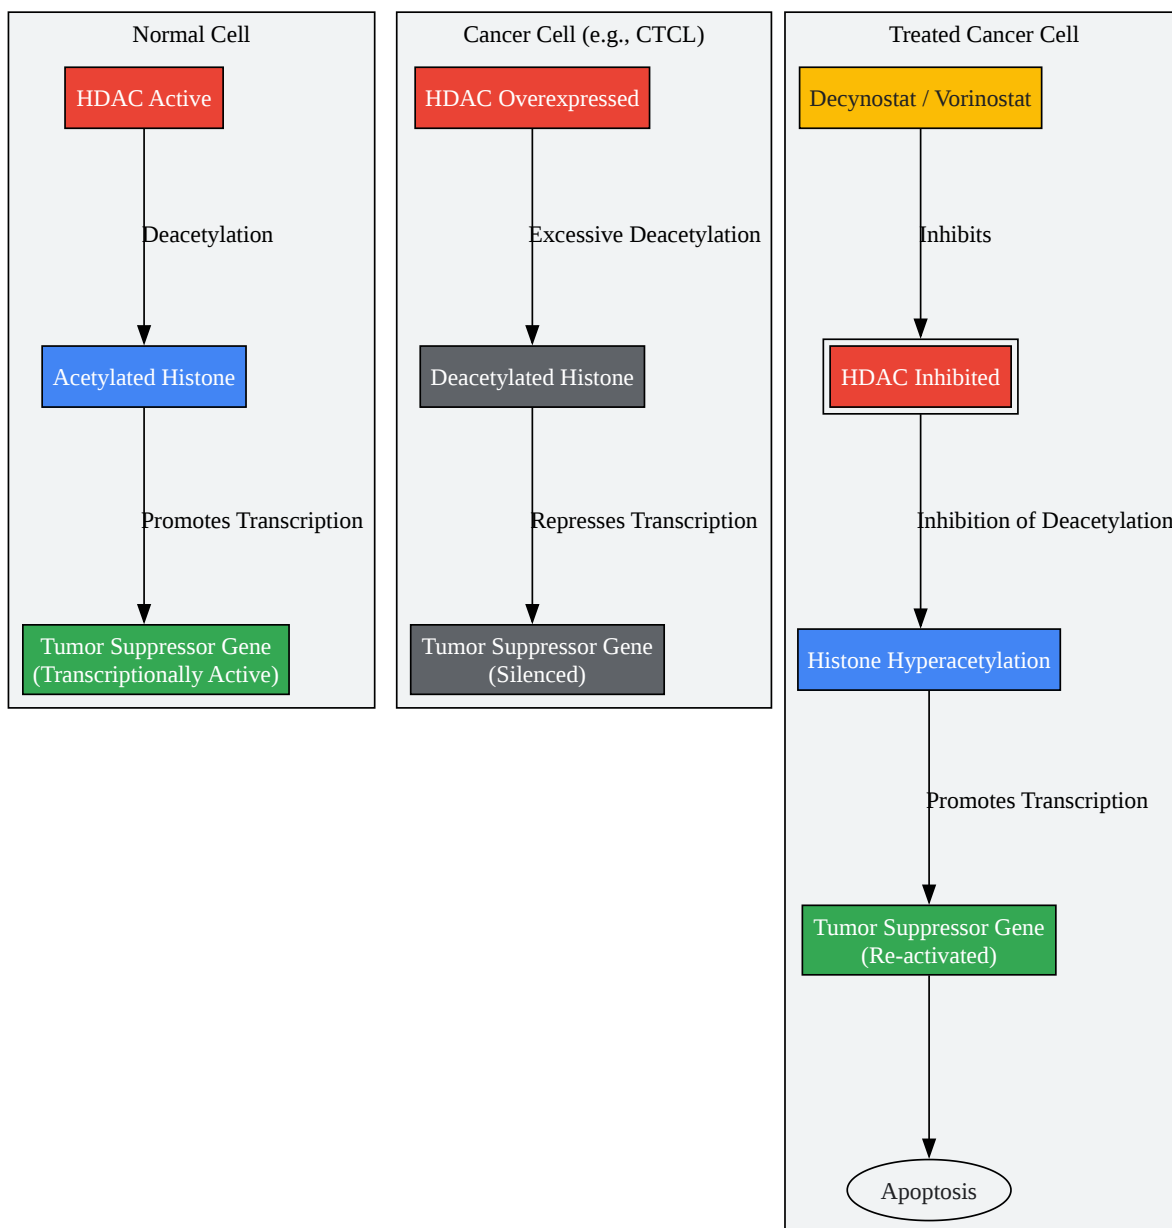 Normal Cell
HDAC Active
Deacetylation
Acetylated Histone
Promotes Transcription
Tumor Suppressor Gene
(Transcriptionally Active)
Cancer Cell (e.g., CTCL)
HDAC Overexpressed
Excessive Deacetylation
Deacetylated Histone
Represses Transcription
Tumor Suppressor Gene
(Silenced)
Treated Cancer Cell
Decynostat / Vorinostat
Inhibits
HDAC Inhibited
Inhibition of Deacetylation
Histone Hyperacetylation
Promotes Transcription
Tumor Suppressor Gene
(Re-activated)
Apoptosis